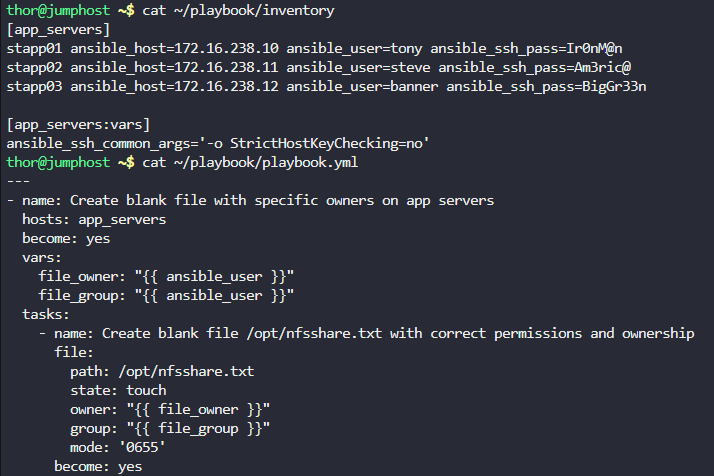 thor@jumphost ~$ cat ~/playbook/inventory
[app_servers]
stapp01 ansible_host=172.16.238.10 ansible_user=tony ansible_ssh_pass=Ir0nM@n
stapp02 ansible_host=172.16.238.11 ansible_user=steve ansible_ssh_pass=Am3ric@
stapp03 ansible_host=172.16.238.12 ansible_user=banner ansible_ssh_pass=BigGr33n

[app_servers:vars]
ansible_ssh_common_args='-o StrictHostKeyChecking=no'
thor@jumphost ~$ cat ~/playbook/playbook.yml
---
- name: Create blank file with specific owners on app servers
  hosts: app_servers
  become: yes
  vars:
    file_owner: "{{ ansible_user }}"
    file_group: "{{ ansible_user }}"
  tasks:
    - name: Create blank file /opt/nfsshare.txt with correct permissions and ownership
      file:
        path: /opt/nfsshare.txt
        state: touch
        owner: "{{ file_owner }}"
        group: "{{ file_group }}"
        mode: '0655'
      become: yes